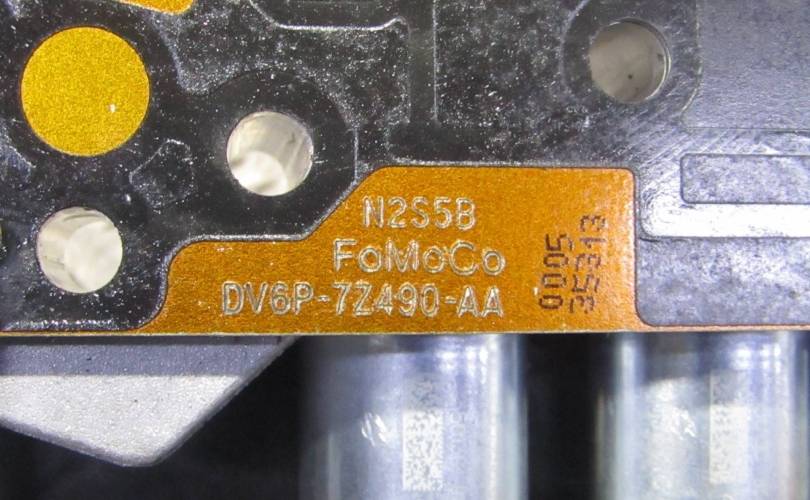 N2S5B
FoMoCo
DV6P-7Z490-AA
0005
35313